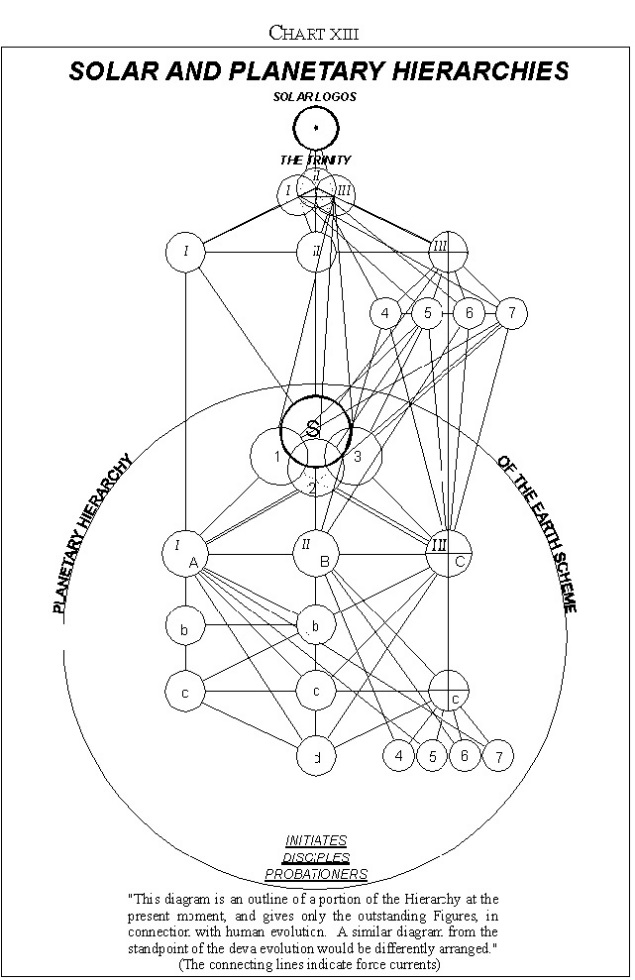 CHART XIII
SOLAR AND PLANETARY HIERARCHIES
SOLAR LOGOS
THE TRINITY
II
I III
I II III
4 5 6 7
S
1 3
2
PLANETARY HIERARCHY
OF THE EARTH SCHEME
I II III
A B C
b b
c c c
d 4 5 6 7
INITIATES
DISCIPLES
PROBATIONERS
"This diagram is an outline of a portion of the Hierarchy at the
present moment, and gives only the outstanding Figures, in
connection with human evolution. A similar diagram from the
standpoint of the deva evolution would be differently arranged."
(The connecting lines indicate force currents)